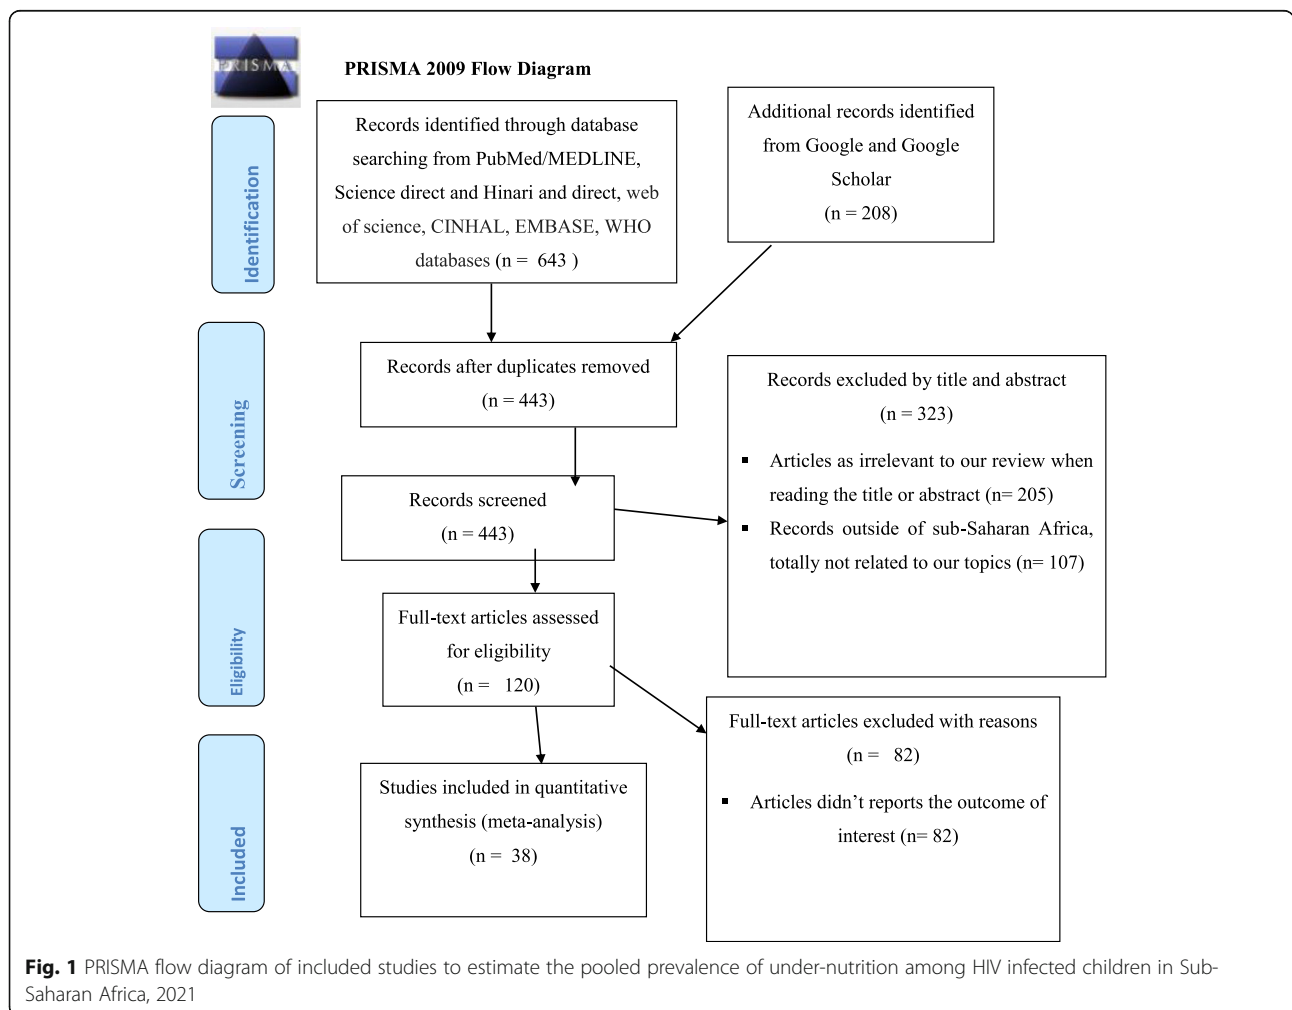 PRISMA
PRISMA 2009 Flow Diagram
Identification
Records identified through database
searching from PubMed/MEDLINE,
Science direct and Hinari and direct, web
of science, CINHAL, EMBASE, WHO
databases (n = 643 )
Additional records identified
from Google and Google
Scholar
(n = 208)
Screening
Records after duplicates removed
(n = 443)
Records screened
(n = 443)
Records excluded by title and abstract
(n = 323)
▪ Articles as irrelevant to our review when
reading the title or abstract (n= 205)
▪ Records outside of sub-Saharan Africa,
totally not related to our topics (n= 107)
Eligibility
Full-text articles assessed
for eligibility
(n = 120)
Full-text articles excluded with reasons
(n = 82)
▪ Articles didn't reports the outcome of
interest (n= 82)
Included
Studies included in quantitative
synthesis (meta-analysis)
(n = 38)
Fig. 1 PRISMA flow diagram of included studies to estimate the pooled prevalence of under-nutrition among HIV infected children in Sub-
Saharan Africa, 2021